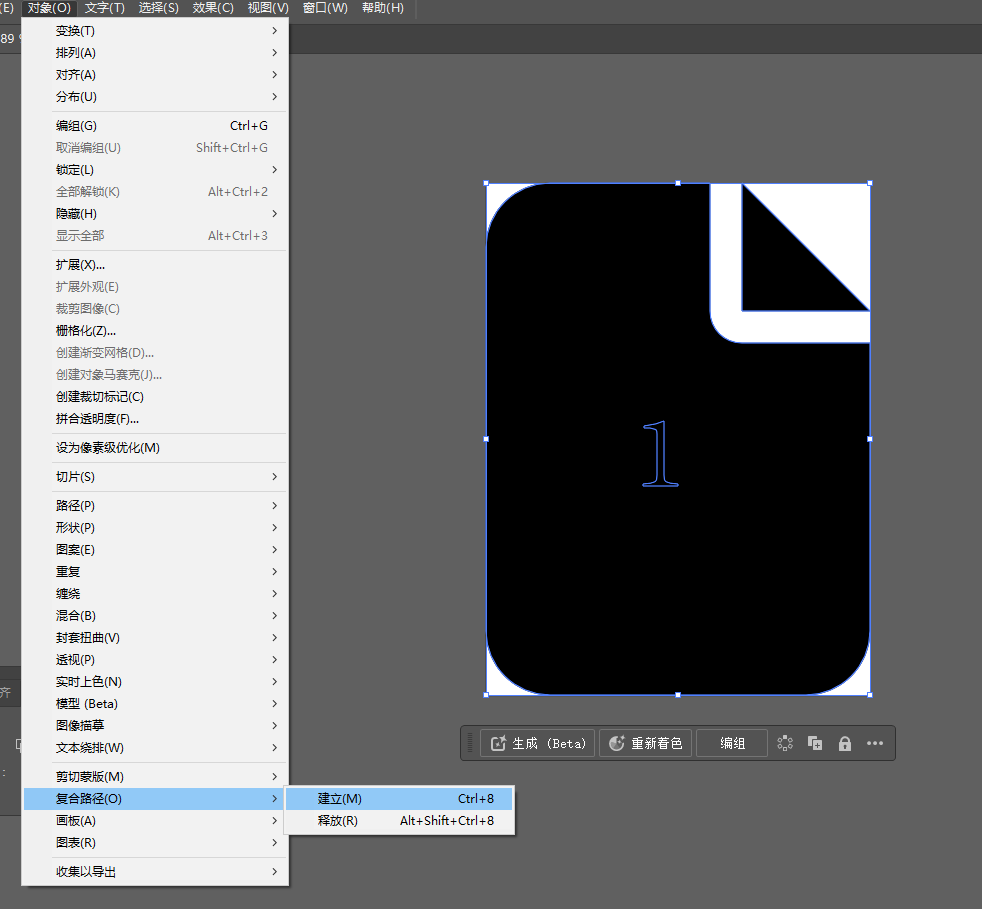 (E) 对象(O) 文字(T) 选择(S) 效果(C) 视图(V) 窗口(W) 帮助(H)
89 %
变换(T)
排列(A)
对齐(A)
分布(U)
编组(G) Ctrl+G
取消编组(U) Shift+Ctrl+G
锁定(L)
全部解锁(K) Alt+Ctrl+2
隐藏(H)
显示全部 Alt+Ctrl+3
扩展(X)...
扩展外观(E)
裁剪图像(C)
栅格化(Z)...
创建渐变网格(D)...
创建对象马赛克(J)...
创建裁切标记(C)
拼合透明度(F)...
设为像素级优化(M)
切片(S)
路径(P)
形状(P)
图案(E)
重复
缠绕
混合(B)
封套扭曲(V)
透视(P)
实时上色(N)
模型 (Beta)
图像描摹
文本绕排(W)
剪切蒙版(M)
复合路径(O)
画板(A)
图表(R)
收集以导出
建立(M) Ctrl+8
释放(R) Alt+Shift+Ctrl+8
齐
:
1
生成 (Beta) 重新着色 编组